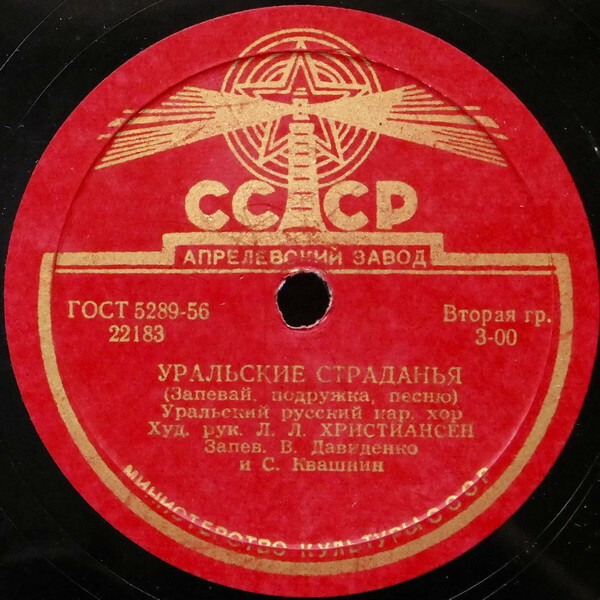 СССР
АПРЕЛЕВСКИЙ ЗАВОД
ГОСТ 5289-56
22183
Вторая гр.
3-00
УРАЛЬСКИЕ СТРАДАНЬЯ
(Запевай, подружка, песню)
Уральский русский нар. хор
Худ. рук. Л. Л. ХРИСТИАНСЕН
Запев. В. Давиденко
и С. Квашнин
МИНИСТЕРСТВО КУЛЬТУРЫ СССР